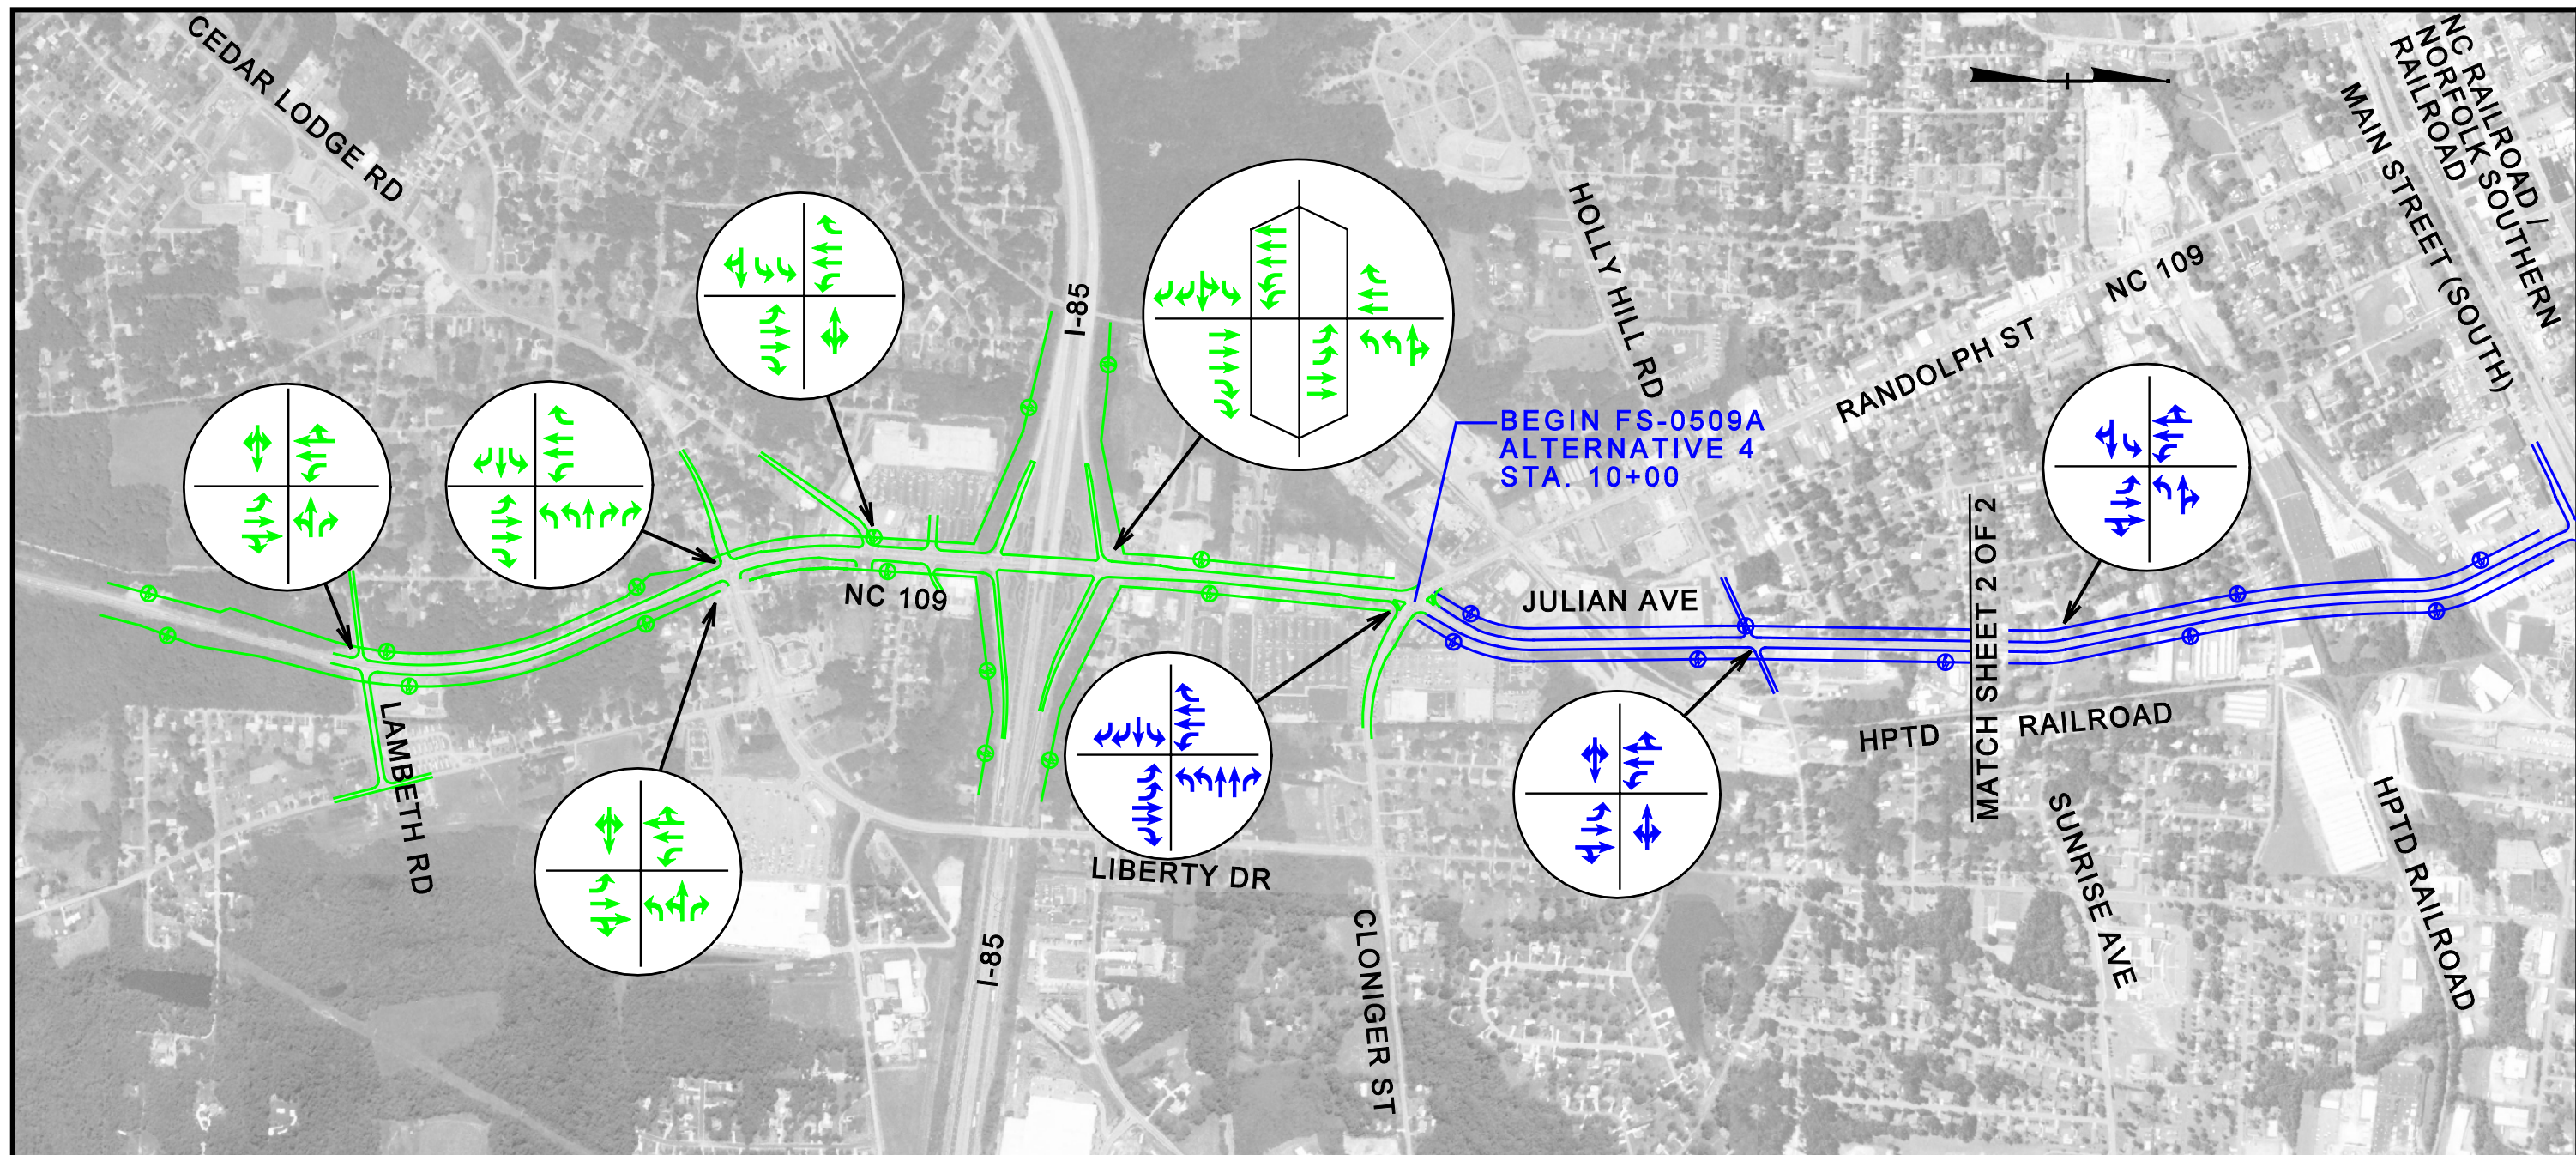 CEDAR LODGE RD
NC RAILROAD /
NORFOLK SOUTHERN
RAILROAD
MAIN STREET (SOUTH)
I-85
HOLLY HILL RD
NC 109
RANDOLPH ST
BEGIN FS-0509A
ALTERNATIVE 4
STA. 10+00
NC 109
JULIAN AVE
MATCH SHEET 2 OF 2
HPTD
RAILROAD
LAMBETH RD
LIBERTY DR
I-85
CLONIGER ST
SUNRISE AVE
HPTD RAILROAD